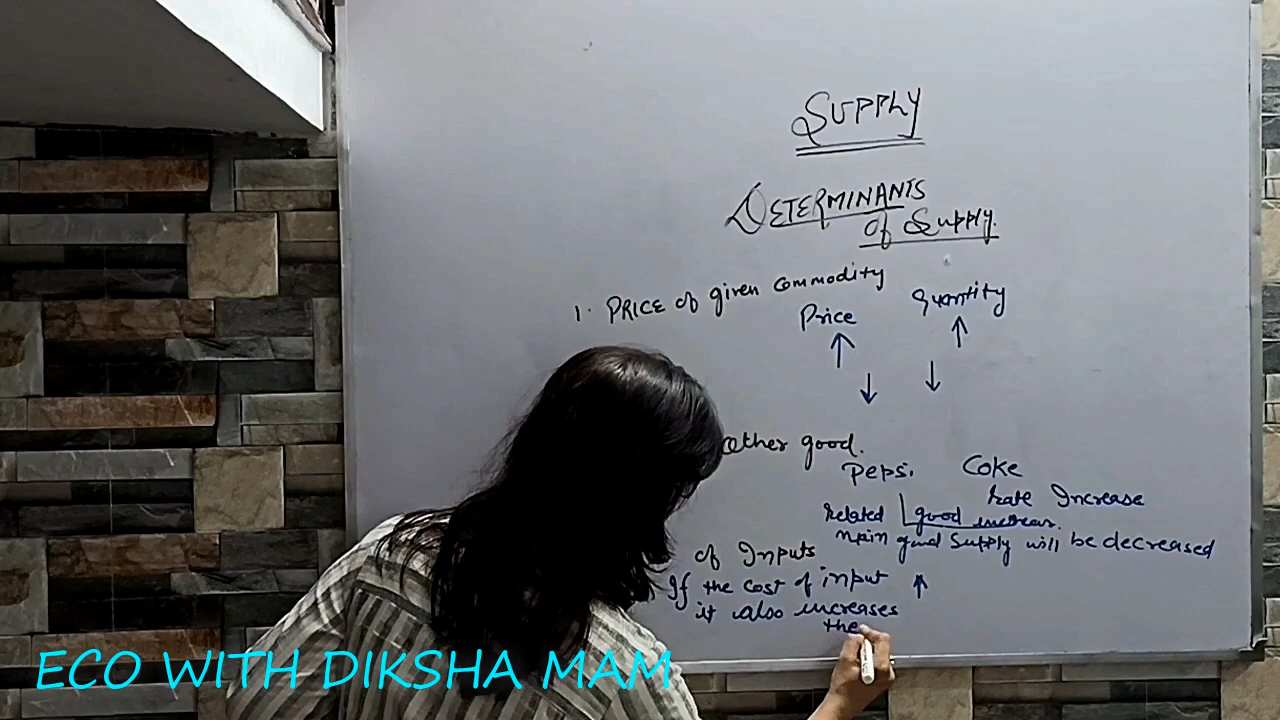 SUPPLY
DETERMINANTS
of Supply.
1. PRICE of given commodity
Price Quantity
other good.
Pepsi Coke
Rate Increase
Related good increas.
main good Supply will be decreased
of Inputs
If the cost of input
it also increases
the
ECO WITH DIKSHA MAM